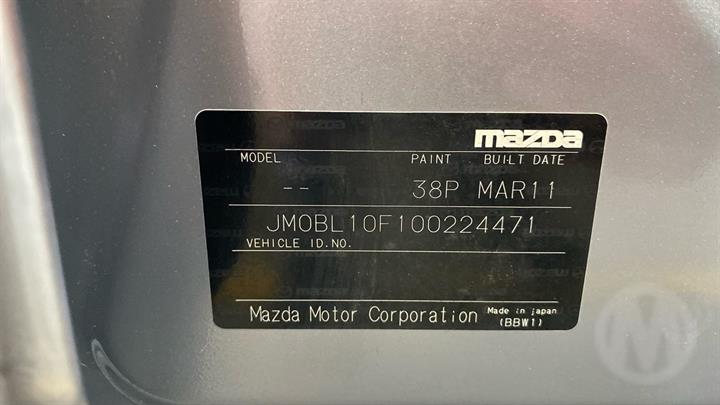 mazda
MODEL PAINT BUILT DATE
-- 38P MAR11
JM0BL10F100224471
VEHICLE ID.NO.
Mazda Motor Corporation Made in japan
(BBW1)
M